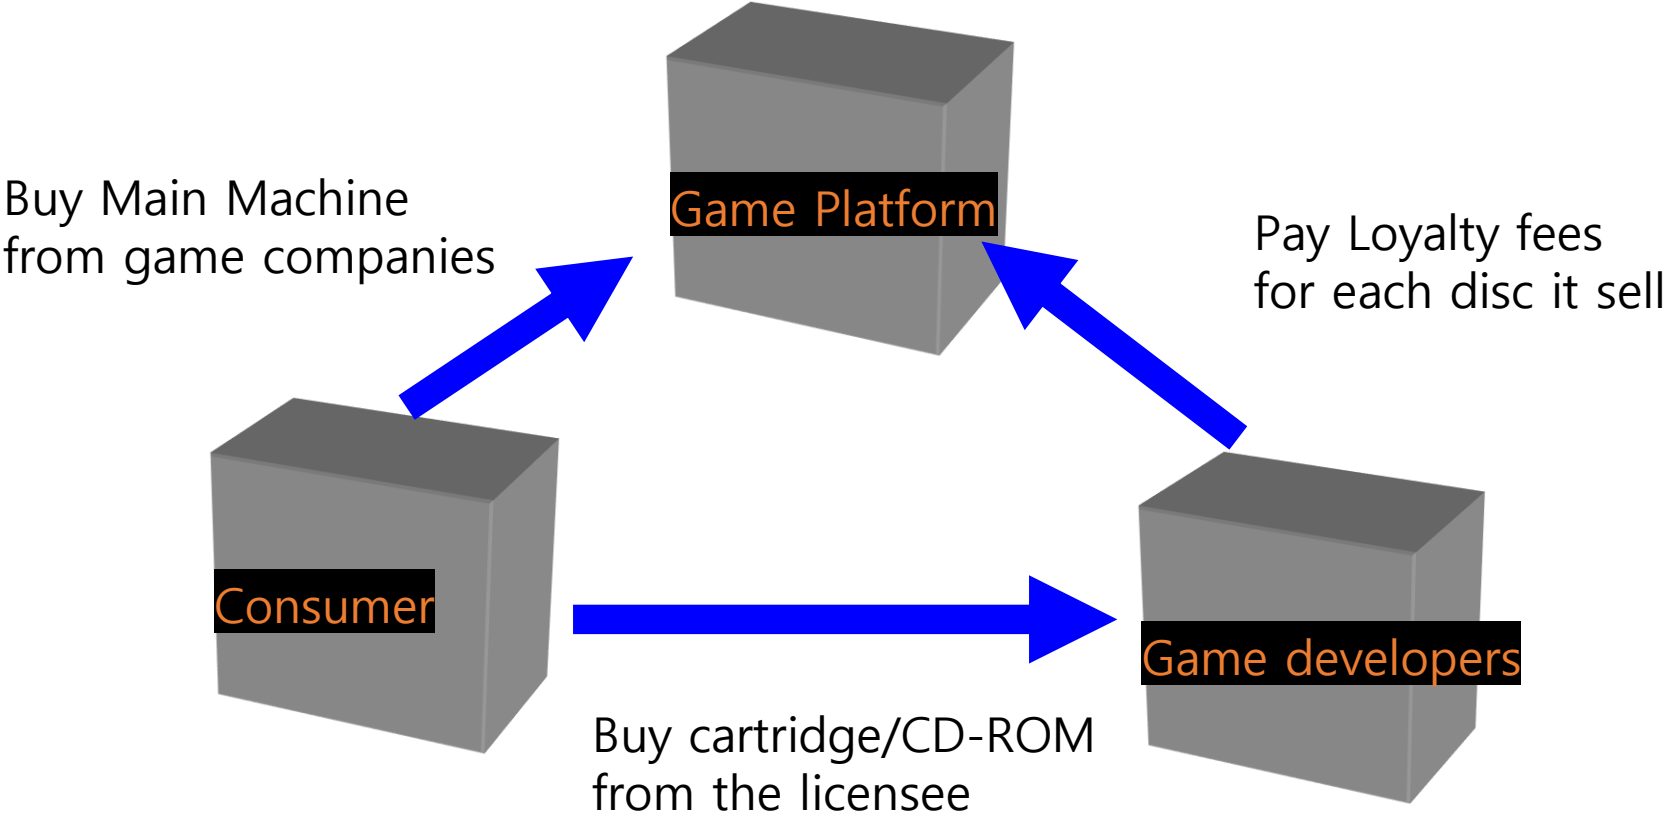 Game Platform
Buy Main Machine
from game companies
Pay Loyalty fees
for each disc it sell
Consumer
Game developers
Buy cartridge/CD-ROM
from the licensee